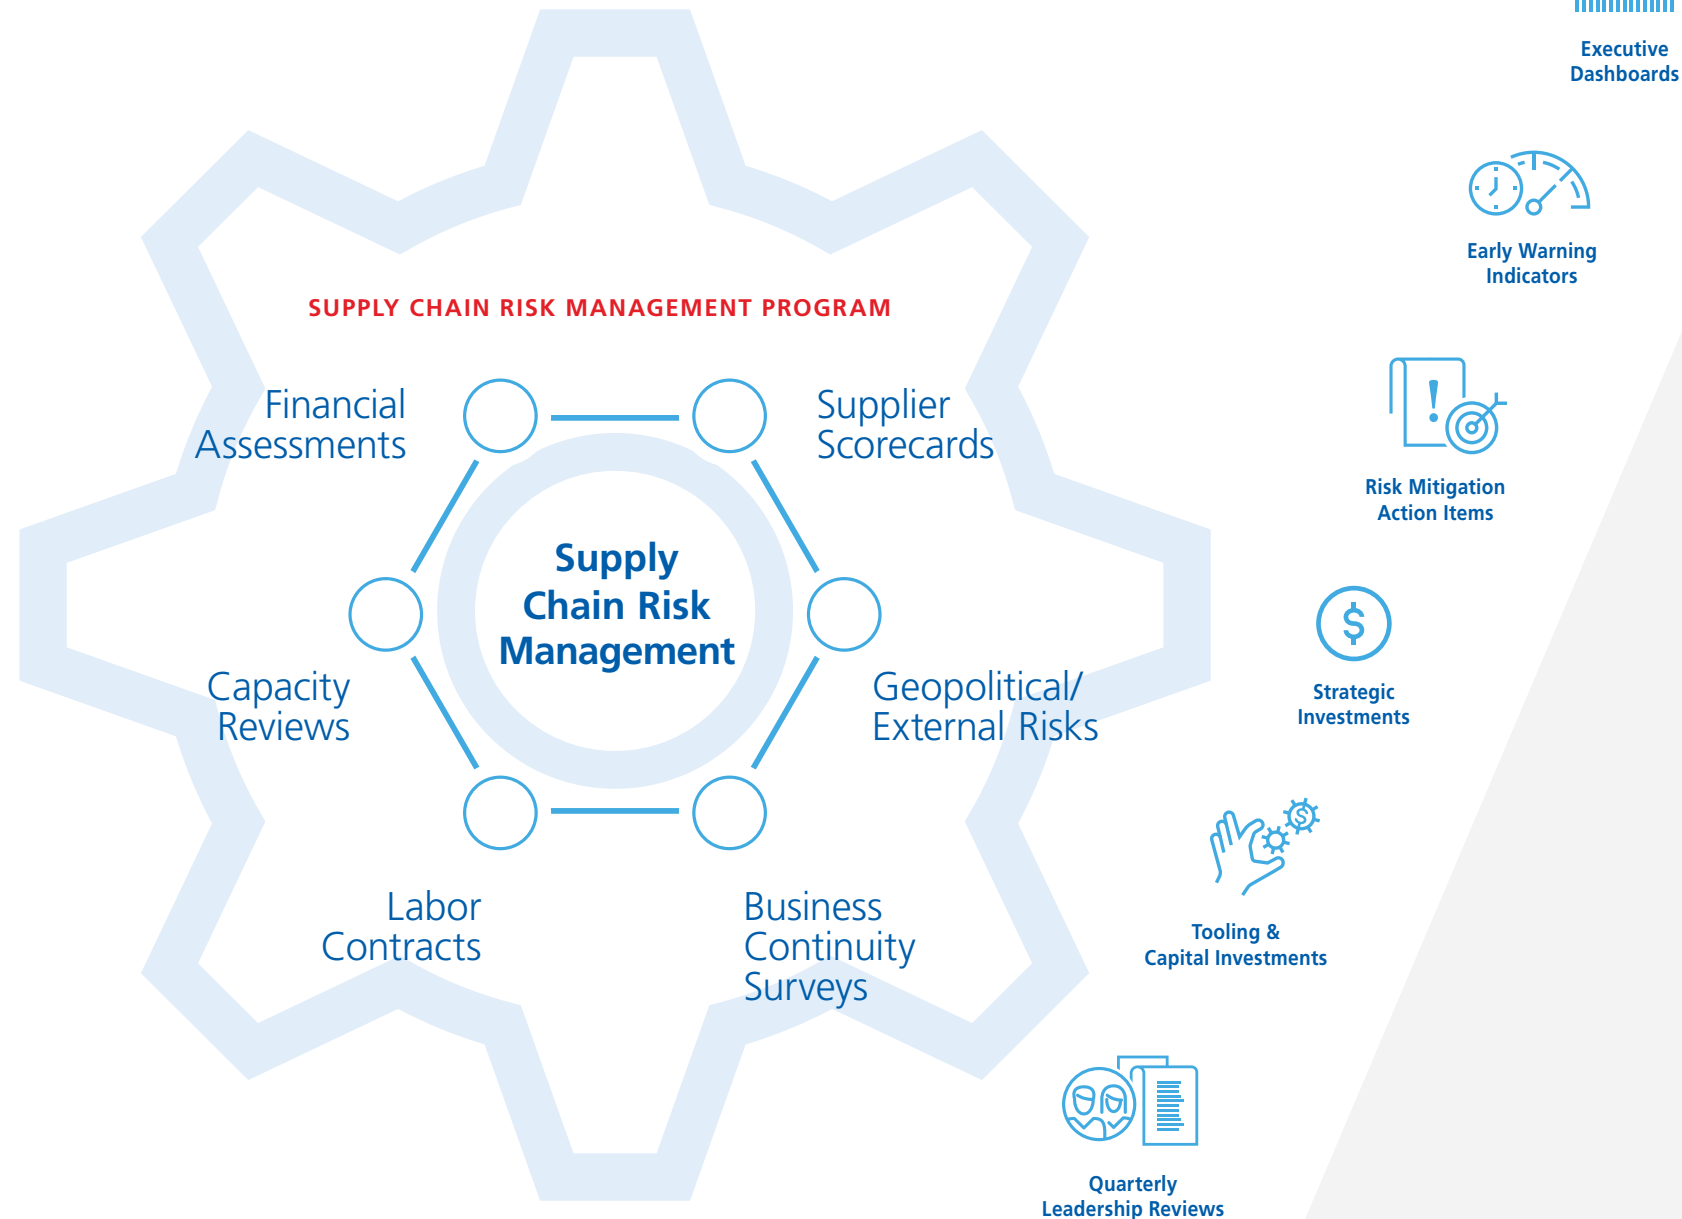 SUPPLY CHAIN RISK MANAGEMENT PROGRAM
Financial
Assessments
Supplier
Scorecards
Supply
Chain Risk
Management
Capacity
Reviews
Geopolitical/
External Risks
Labor
Contracts
Business
Continuity
Surveys
Executive
Dashboards
Early Warning
Indicators
!
Risk Mitigation
Action Items
$
Strategic
Investments
$
Tooling &
Capital Investments
Quarterly
Leadership Reviews